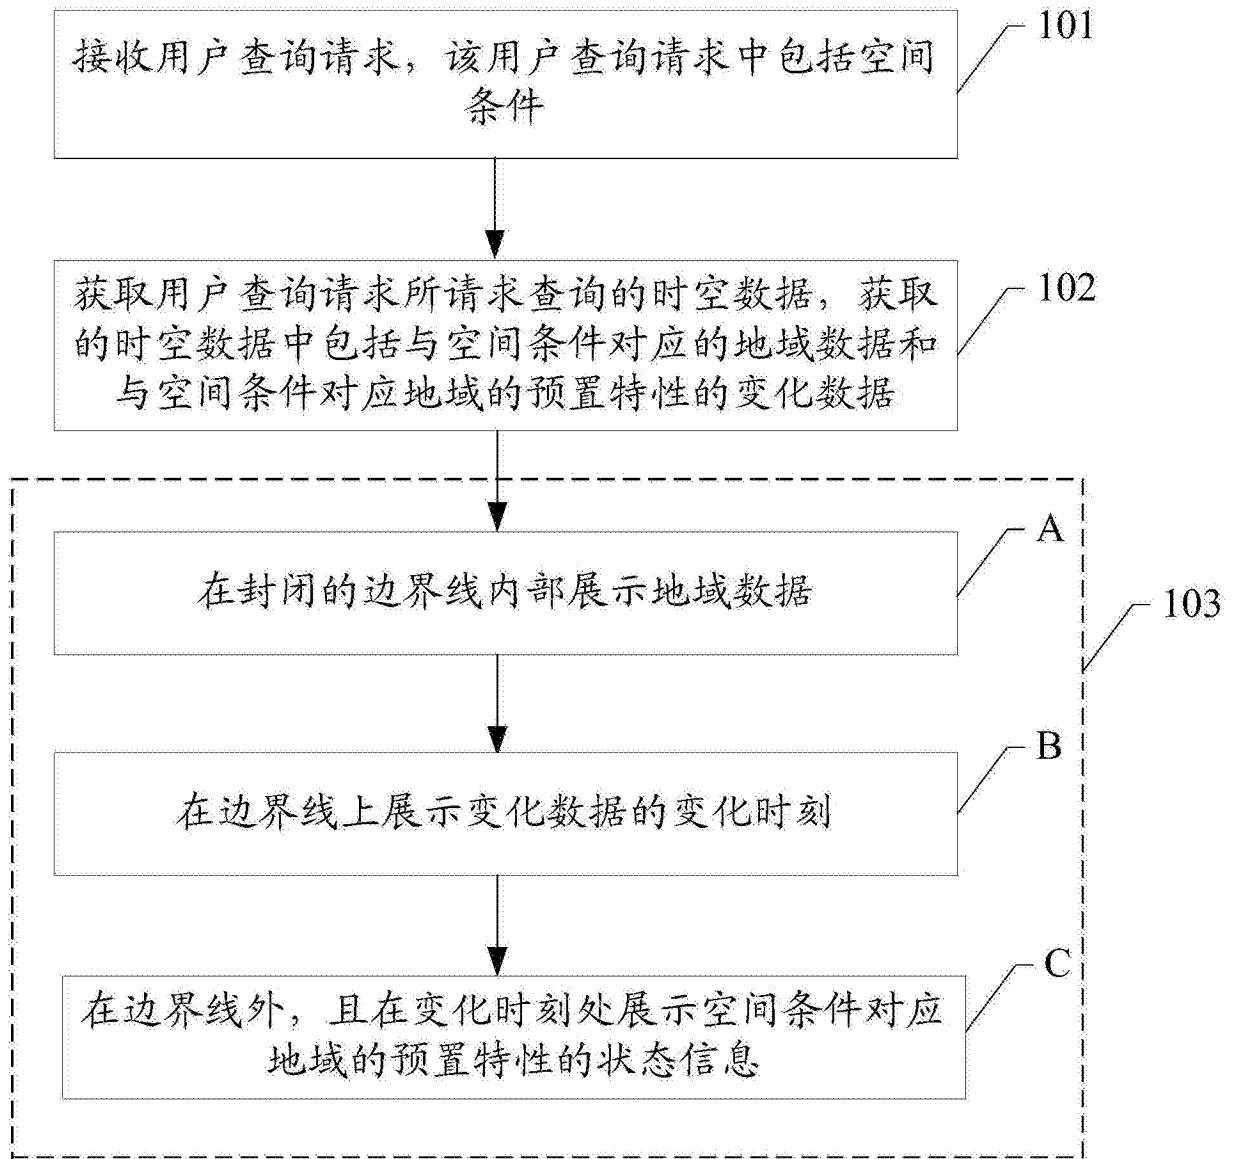 接收用户查询请求，该用户查询请求中包括空间
条件
101
获取用户查询请求所请求查询的时空数据，获取
的时空数据中包括与空间条件对应的地域数据和
与空间条件对应地域的预置特性的变化数据
102
103
在封闭的边界线内部展示地域数据
A
在边界线上展示变化数据的变化时刻
B
在边界线外，且在变化时刻处展示空间条件对应
地域的预置特性的状态信息
C